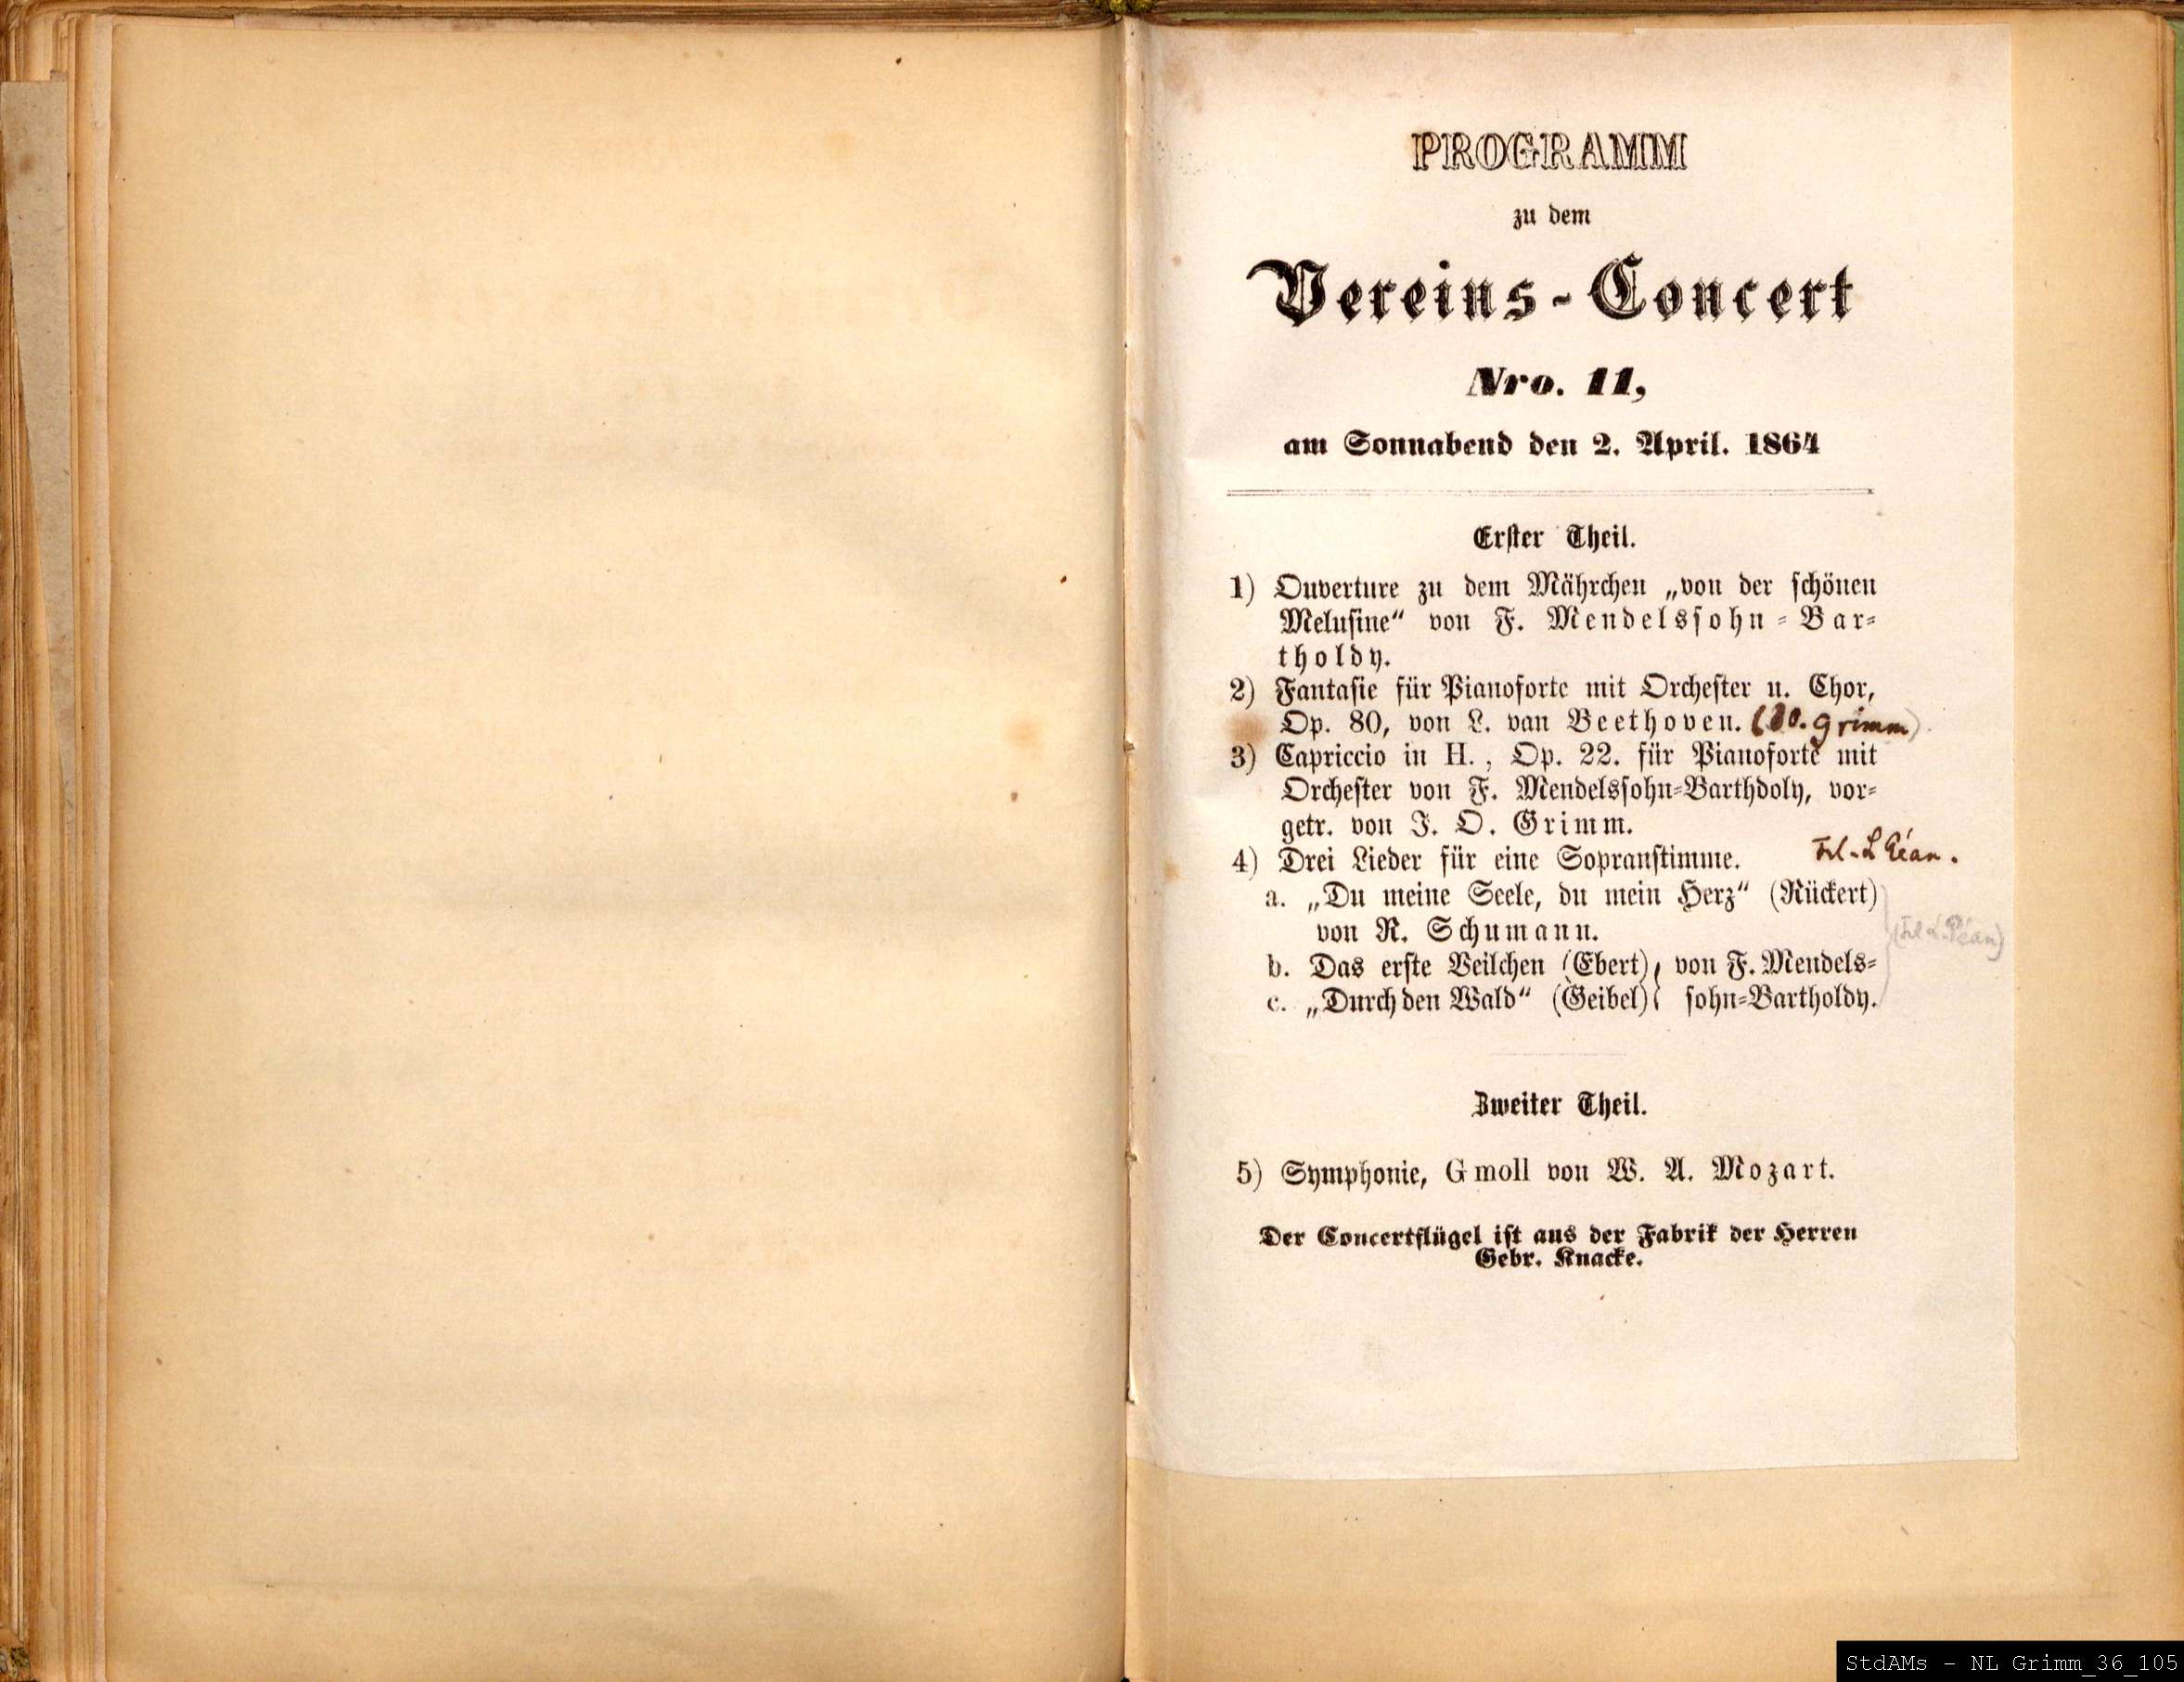 PROGRAMM
zu dem
Vereins-Concert
Nro. 11,
am Sonnabend den 2. April. 1864
Erster Theil.
1) Ouverture zu dem Mährchen „von der schönen
Melusine“ von F. Mendelssohn-Bar-
tholdy.
2) Fantasie für Pianoforte mit Orchester u. Chor,
Op. 80, von L. van Beethoven. (J.O. Grimm)
3) Capriccio in H., Op. 22. für Pianoforte mit
Orchester von F. Mendelssohn-Barthdoly, vor-
getr. von J. O. Grimm.
4) Drei Lieder für eine Sopranstimme. Frl. L Péan.
a. „Du meine Seele, du mein Herz“ (Rückert)
von R. Schumann. (Frl L. Péan)
b. Das erste Veilchen (Ebert), von F. Mendels-
c. „Durch den Wald“ (Geibel) sohn-Bartholdy.
Zweiter Theil.
5) Symphonie, G moll von W. A. Mozart.
Der Concertflügel ist aus der Fabrik der Herren
Gebr. Knacke.
StdAMs - NL Grimm_36_105